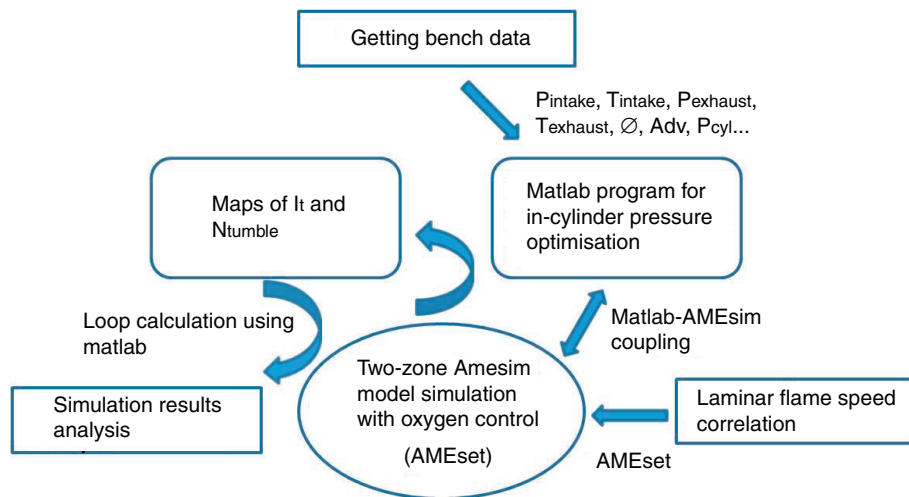 Getting bench data
Pintake, Tintake, Pexhaust,
Texhaust, ∅, Adv, Pcyl...
Maps of It and
Ntumble
Matlab program for
in-cylinder pressure
optimisation
Loop calculation using
matlab
Matlab-AMEsim
coupling
Two-zone Amesim
model simulation
with oxygen control
(AMEset)
Simulation results
analysis
Laminar flame speed
correlation
AMEset